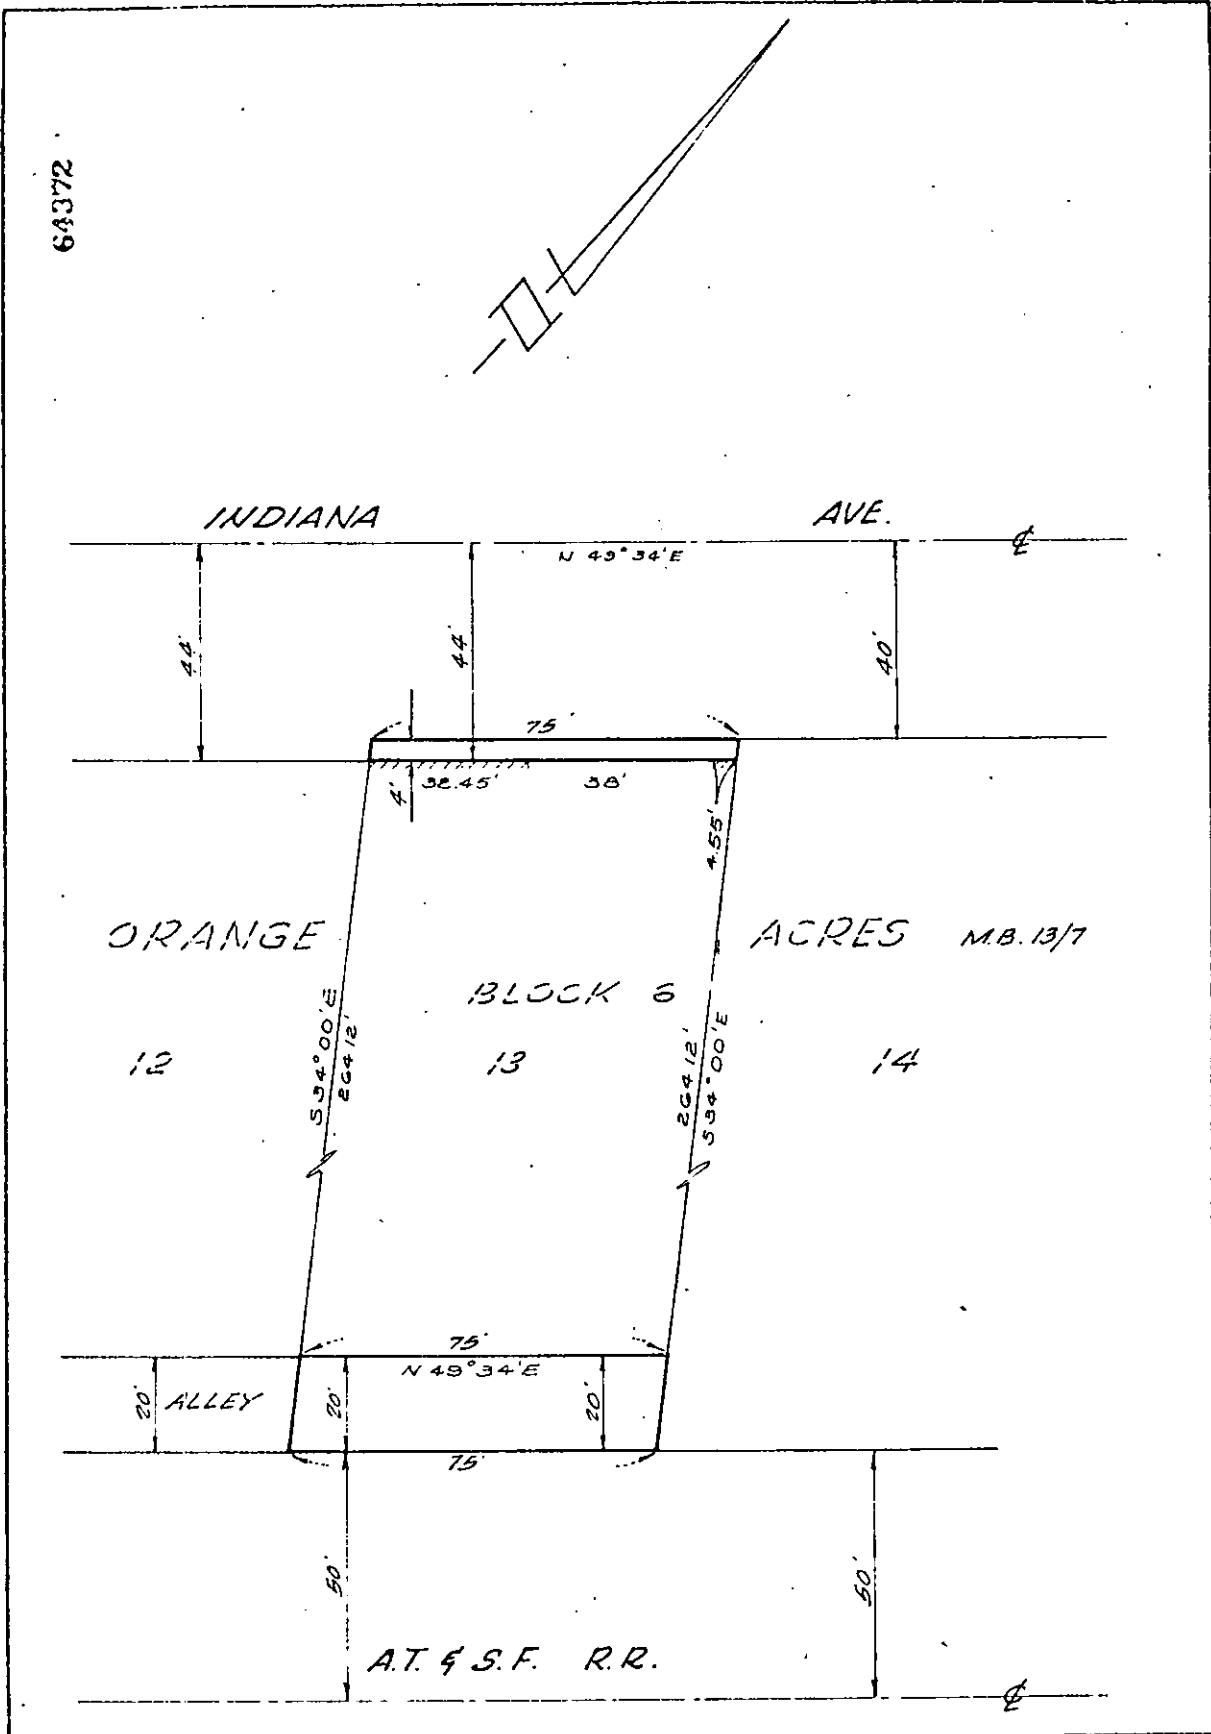 64372
INDIANA AVE.
N 49°34'E
44'
44'
40'
75'
4'
32.45'
38'
4.55'
ORANGE ACRES M.B. 13/7
BLOCK 6
12
13
14
S 34°00'E
264.12'
264.12'
S 34°00'E
75'
N 49°34'E
20'
ALLEY
20'
20'
75'
50'
50'
A.T. & S.F. R.R.